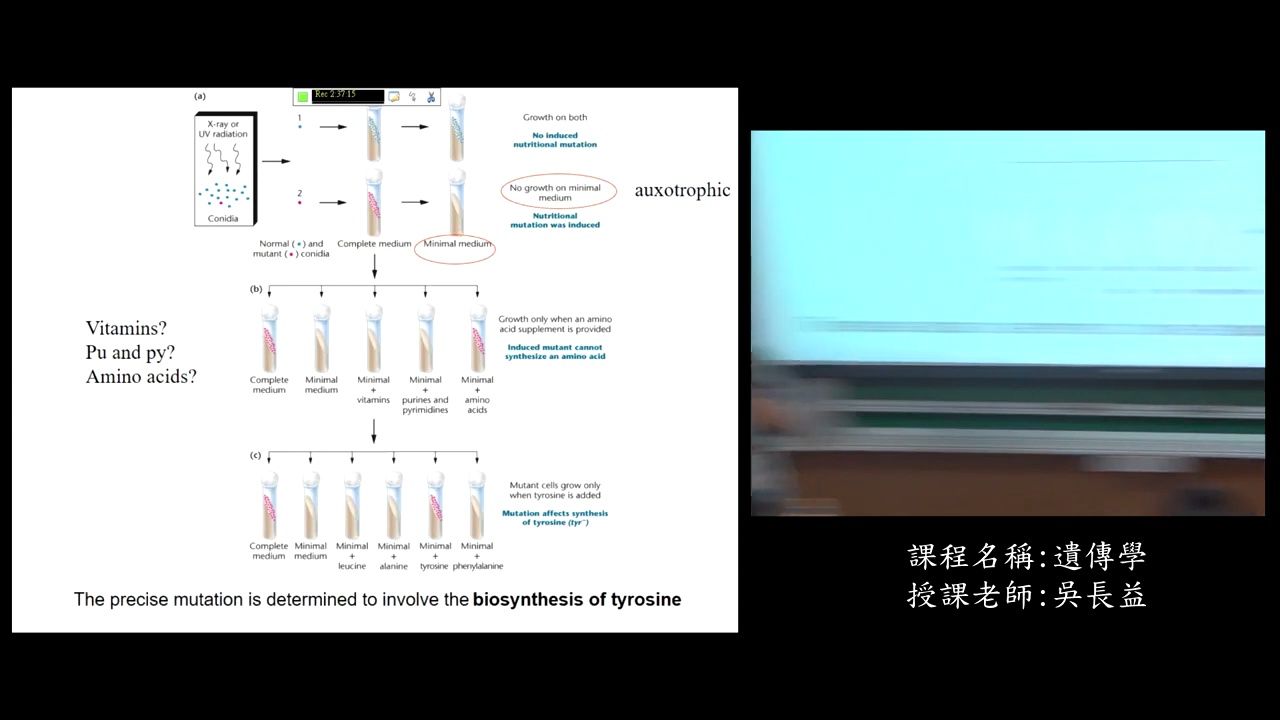 (a)
Rec 2:37:15
X-ray or
UV radiation
Conidia
1
2
Growth on both
No induced
nutritional mutation
No growth on minimal
medium
auxotrophic
Nutritional
mutation was induced
Normal (•) and
mutant (•) conidia
Complete medium
Minimal medium
(b)
Vitamins?
Pu and py?
Amino acids?
Growth only when an amino
acid supplement is provided
Induced mutant cannot
synthesize an amino acid
Complete
medium
Minimal
medium
Minimal
+
vitamins
Minimal
+
purines and
pyrimidines
Minimal
+
amino
acids
(c)
Mutant cells grow only
when tyrosine is added
Mutation affects synthesis
of tyrosine (tyr⁻)
Complete
medium
Minimal
medium
Minimal
+
leucine
Minimal
+
alanine
Minimal
+
tyrosine
Minimal
+
phenylalanine
The precise mutation is determined to involve the biosynthesis of tyrosine
課程名稱:遺傳學
授課老師:吳長益